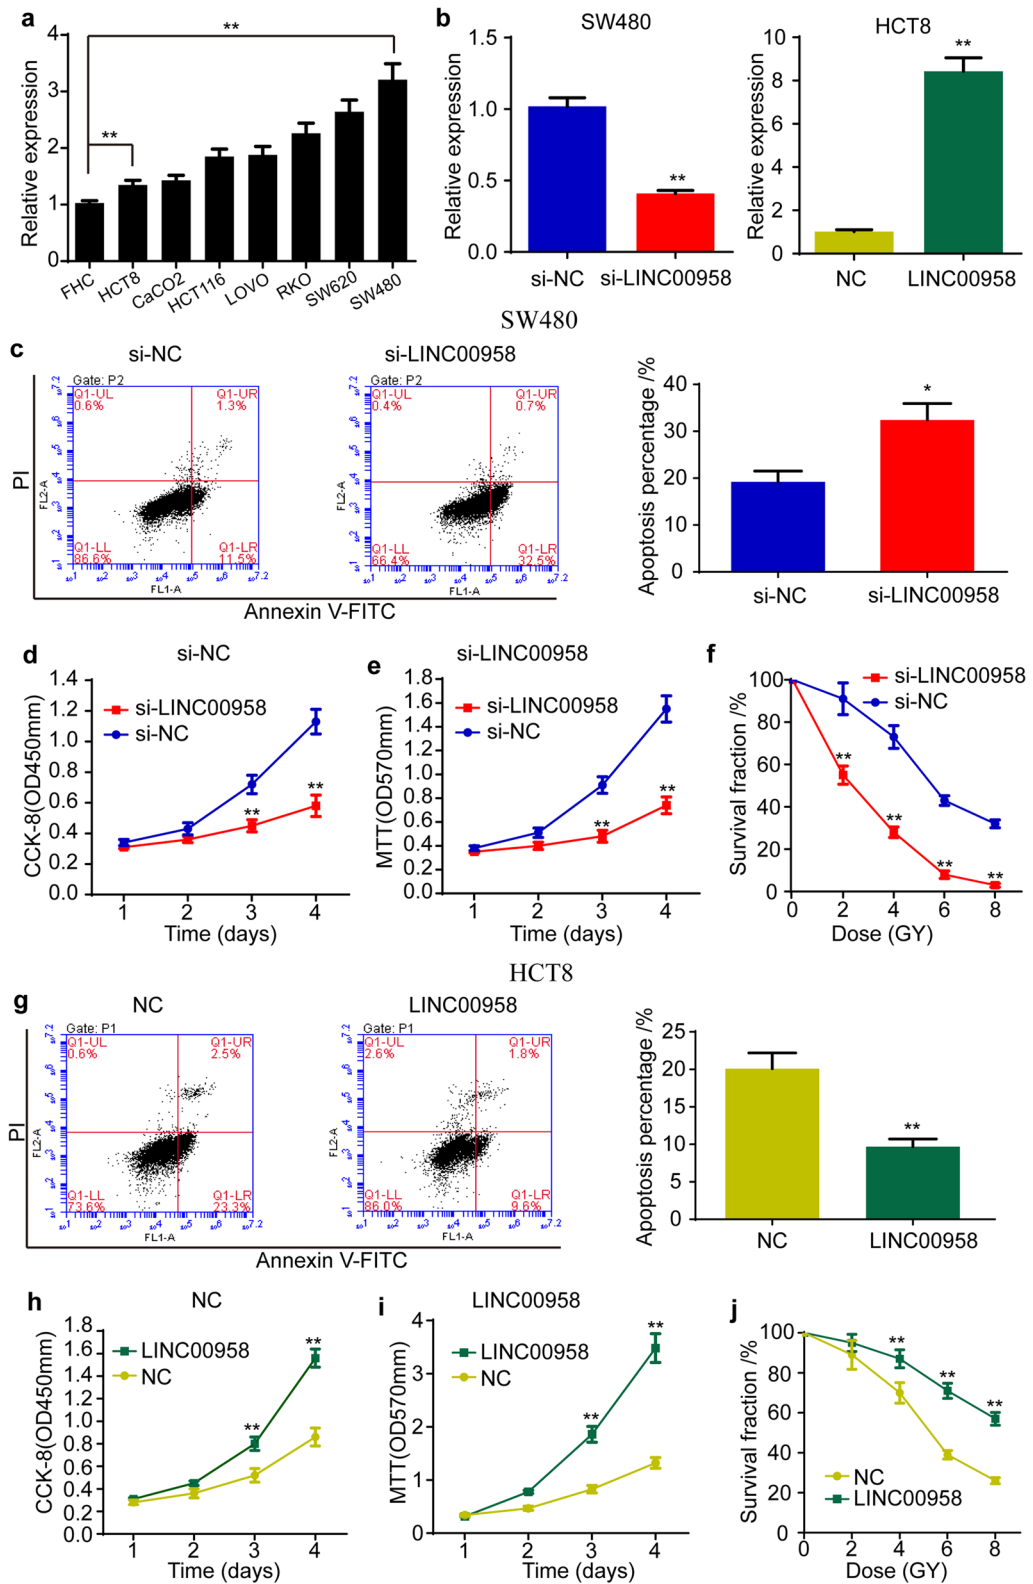 a
**
**
Relative expression
4
3
2
1
0
FHC
HCT8
CaCO2
HCT116
LOVO
RKO
SW620
SW480
b
SW480
Relative expression
1.5
1.0
0.5
0.0
**
si-NC
si-LINC00958
HCT8
Relative expression
10
8
6
4
2
0
**
NC
LINC00958
SW480
c
si-NC
si-LINC00958
Gate: P2
Q1-UL
0.6%
Q1-UR
1.3%
Q1-LL
86.6%
Q1-LR
11.5%
FL2-A
FL1-A
PI
Gate: P2
Q1-UL
0.4%
Q1-UR
0.7%
Q1-LL
66.4%
Q1-LR
32.5%
FL2-A
FL1-A
Annexin V-FITC
Apoptosis percentage /%
40
30
20
10
0
*
si-NC
si-LINC00958
d
si-NC
CCK-8(OD450mm)
1.4
1.2
1.0
0.8
0.6
0.4
0.2
0.0
si-LINC00958
si-NC
**
**
1 2 3 4
Time (days)
e
si-LINC00958
MTT(OD570mm)
1.8
1.6
1.4
1.2
1.0
0.8
0.6
0.4
0.2
0.0
si-LINC00958
si-NC
**
**
1 2 3 4
Time (days)
f
Survival fraction /%
100
80
60
40
20
0
si-LINC00958
si-NC
**
**
**
**
0 2 4 6 8
Dose (GY)
HCT8
g
NC
LINC00958
Gate: P1
Q1-UL
0.6%
Q1-UR
2.5%
Q1-LL
73.6%
Q1-LR
23.3%
FL2-A
FL1-A
PI
Gate: P1
Q1-UL
2.6%
Q1-UR
1.8%
Q1-LL
86.0%
Q1-LR
9.6%
FL2-A
FL1-A
Annexin V-FITC
Apoptosis percentage /%
25
20
15
10
5
0
**
NC
LINC00958
h
NC
CCK-8(OD450mm)
1.8
1.6
1.4
1.2
1.0
0.8
0.6
0.4
0.2
0.0
LINC00958
NC
**
**
1 2 3 4
Time (days)
i
LINC00958
MTT(OD570mm)
4
3
2
1
0
LINC00958
NC
**
**
1 2 3 4
Time (days)
j
Survival fraction /%
100
80
60
40
20
0
**
**
**
NC
LINC00958
0 2 4 6 8
Dose (GY)